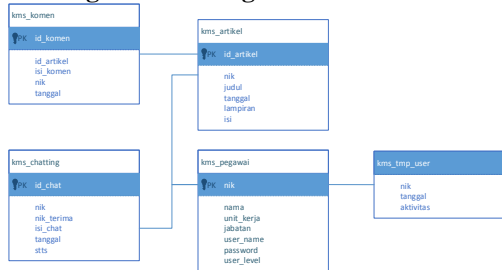 kms_komen
PK id_komen
id_artikel
isi_komen
nik
tanggal
kms_artikel
PK id_artikel
nik
judul
tanggal
lampiran
isi
kms_chatting
PK id_chat
nik
nik_terima
isi_chat
tanggal
stts
kms_pegawai
PK nik
nama
unit_kerja
jabatan
user_name
password
user_level
kms_tmp_user
nik
tanggal
aktivitas